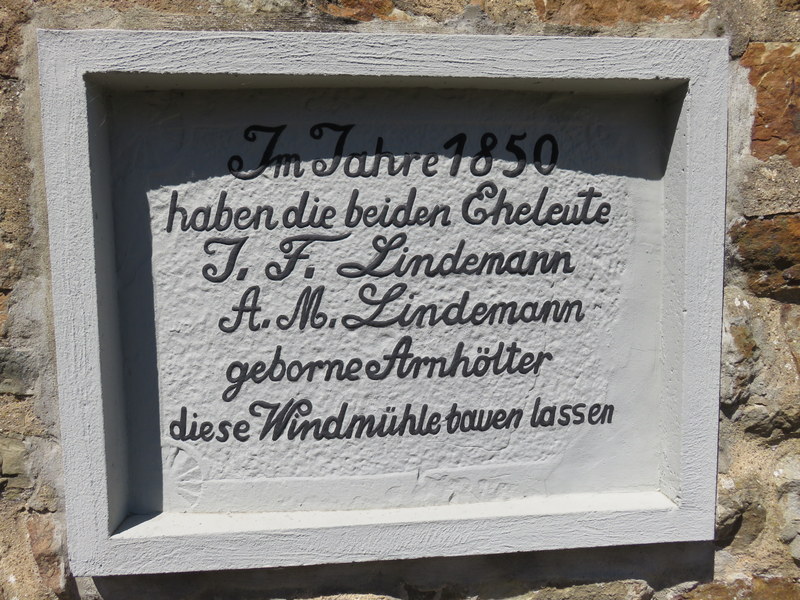 Im Jahre 1850
haben die beiden Eheleute
J. F. Lindemann
A. M. Lindemann
geborne Arnhölter
diese Windmühle bauen lassen